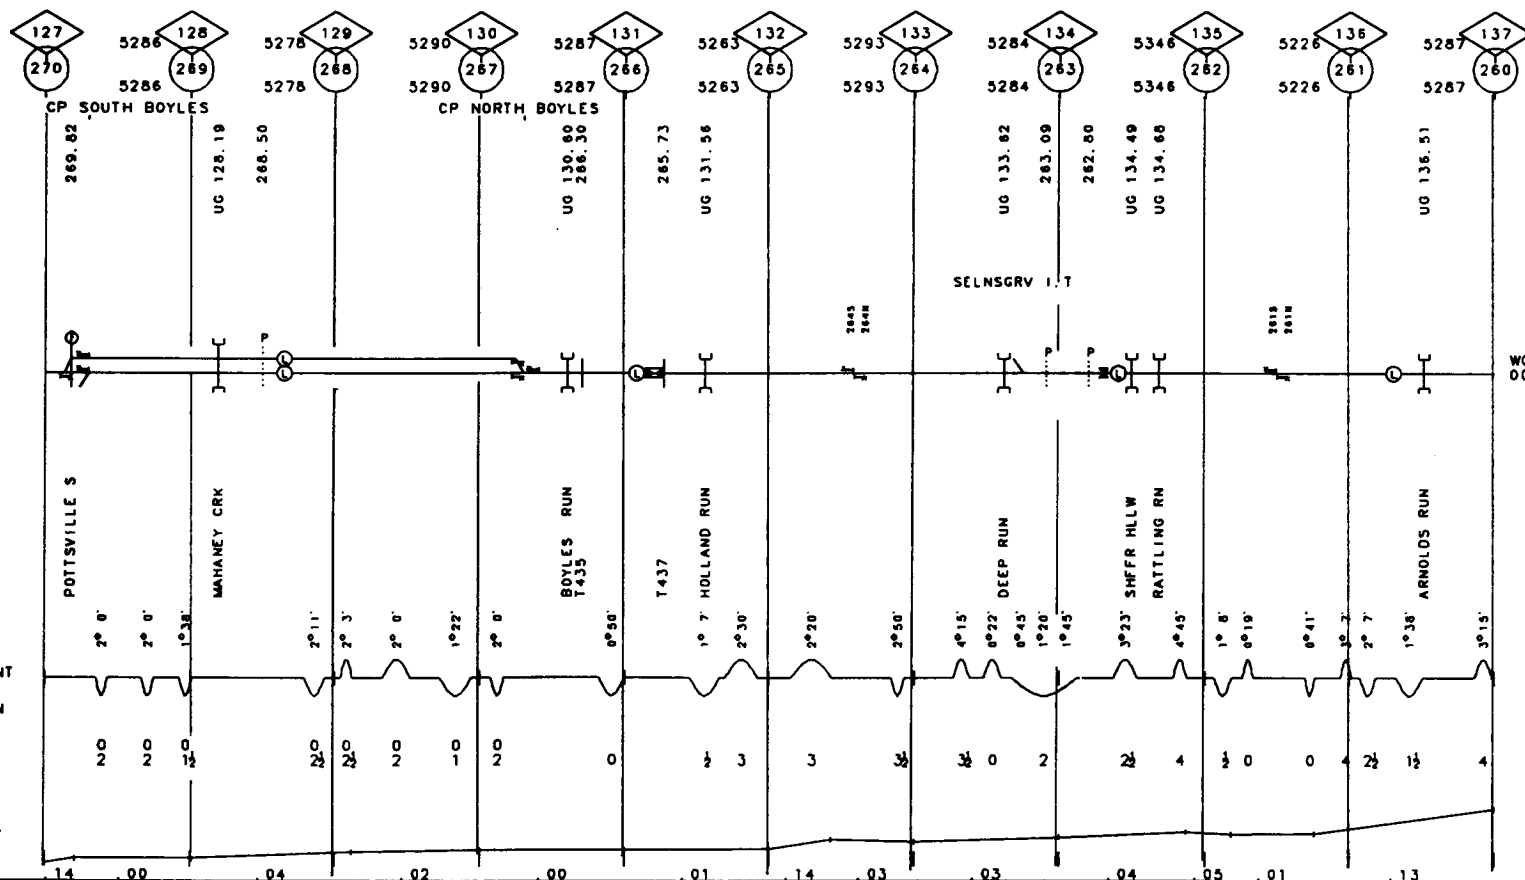 127 128 129 130 131 132 133 134 135 136 137
5286 5278 5290 5287 5263 5293 5284 5346 5226 5287
270 269 268 267 266 265 264 263 262 261 260
5286 5278 5290 5287 5263 5293 5284 5346 5226 5287
CP SOUTH BOYLES
CP NORTH BOYLES
269.82
UG 128.19
268.50
UG 130.60
266.30
265.73
UG 131.56
UG 133.62
263.09
262.80
UG 134.49
UG 134.68
UG 136.51
SELNSGRV I.T
264S
264N
261S
261N
P
L
L
P
L
P
P
L
L
WO
DO
POTTSVILLE S
MAHANEY CRK
BOYLES RUN
T435
T437
HOLLAND RUN
DEEP RUN
SHFFR HLLW
RATTLING RN
ARNOLDS RUN
2° 0' 2° 0' 1°38' 2°11' 2° 3' 2° 0' 1°22' 2° 0' 0°50' 1° 7' 2°30' 2°20' 2°50' 4°15' 0°22' 0°45' 1°20' 1°45' 3°23' 4°45' 1° 8' 0°19' 0°41' 3° 7' 2° 7' 1°38' 3°15'
NT
N
0 0 0 0 0 0 0 0
2 2 1½ 2½ 2½ 2 1 2 0 ½ 3 3 3½ 3½ 0 2 2½ 4 ½ 0 0 4 2½ 1½ 4
.14 .00 .04 .02 .00 .01 .14 .03 .03 .04 .05 .01 .13